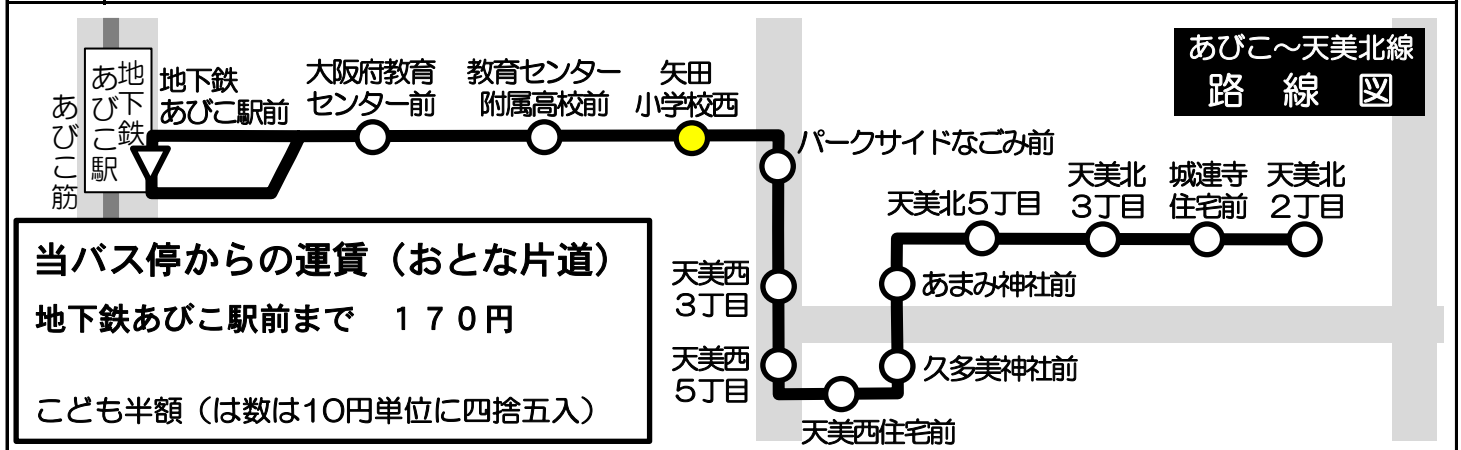 あびこ～天美北線
路線図
あびこ筋
地下鉄
あびこ駅
地下鉄
あびこ駅前
大阪府教育
センター前
教育センター
附属高校前
矢田
小学校西
パークサイドなごみ前
天美西
３丁目
天美西
５丁目
天美西住宅前
久多美神社前
あまみ神社前
天美北５丁目
天美北
３丁目
城連寺
住宅前
天美北
２丁目
当バス停からの運賃（おとな片道）
地下鉄あびこ駅前まで　１７０円
こども半額（は数は10円単位に四捨五入）